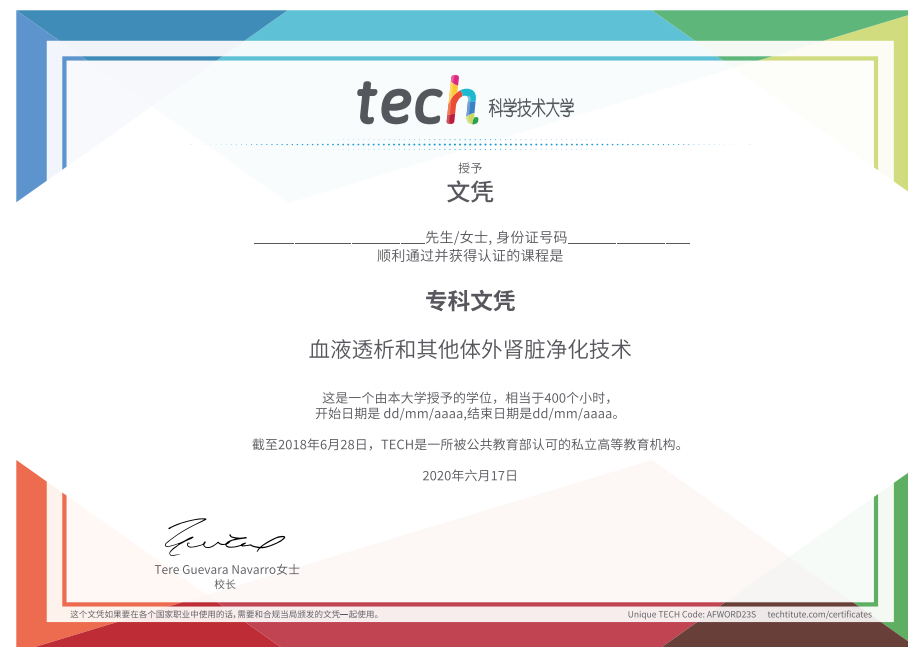 tech 科学技术大学
授予
文凭
先生/女士, 身份证号码
顺利通过并获得认证的课程是
专科文凭
血液透析和其他体外肾脏净化技术
这是一个由本大学授予的学位，相当于400个小时，
开始日期是 dd/mm/aaaa,结束日期是dd/mm/aaaa。
截至2018年6月28日，TECH是一所被公共教育部认可的私立高等教育机构。
2020年六月17日
Tere Guevara Navarro女士
校长
这个文凭如果要在各个国家职业中使用的话,需要和合规当局颁发的文凭一起使用。
Unique TECH Code: AFWORD23S techtitute.com/certificates